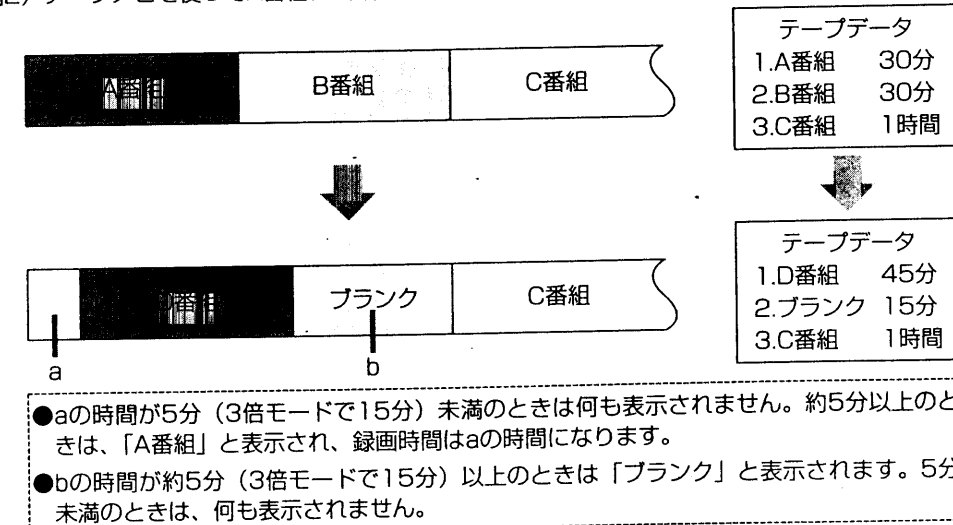 A番組 B番組 C番組
テープデータ
1.A番組 30分
2.B番組 30分
3.C番組 1時間
D番組 ブランク C番組
a b
テープデータ
1.D番組 45分
2.ブランク 15分
3.C番組 1時間
●aの時間が5分（3倍モードで15分）未満のときは何も表示されません。約5分以上のと
きは、「A番組」と表示され、録画時間はaの時間になります。
●bの時間が約5分（3倍モードで15分）以上のときは「ブランク」と表示されます。5分
未満のときは、何も表示されません。